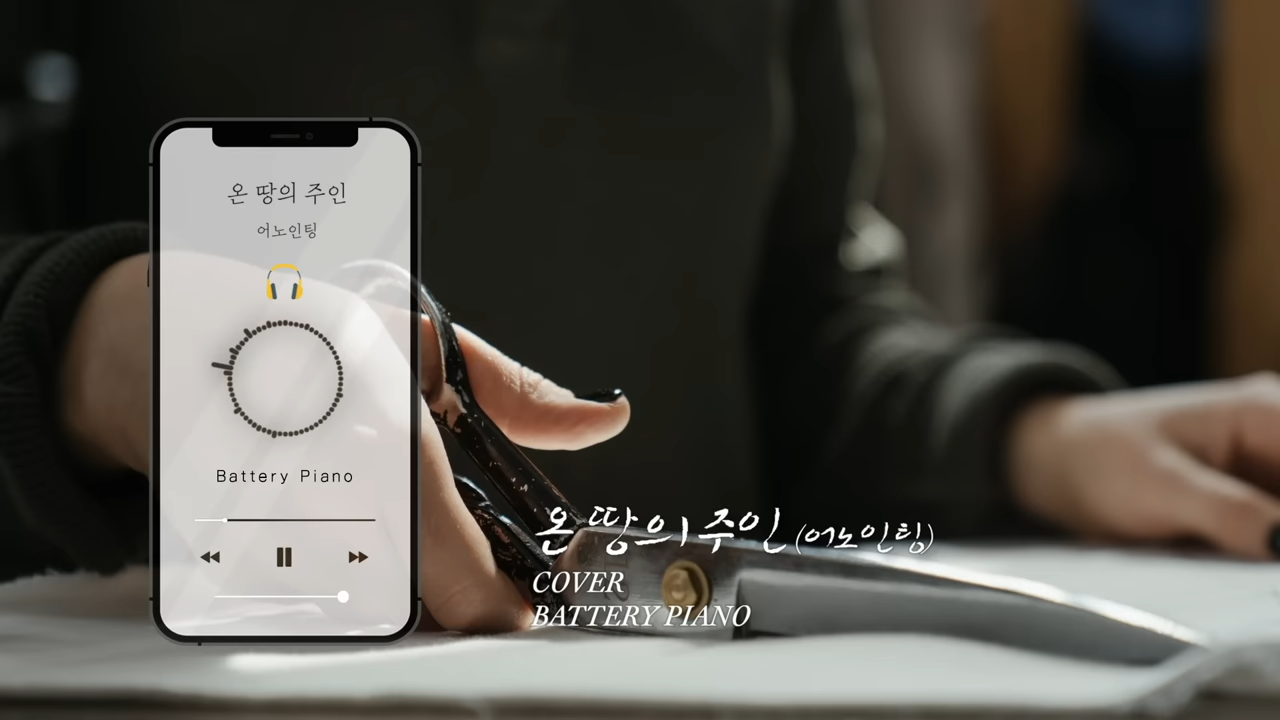 온 땅의 주인
어노인팅
Battery Piano
온 땅의 주인 (어노인팅)
COVER
BATTERY PIANO